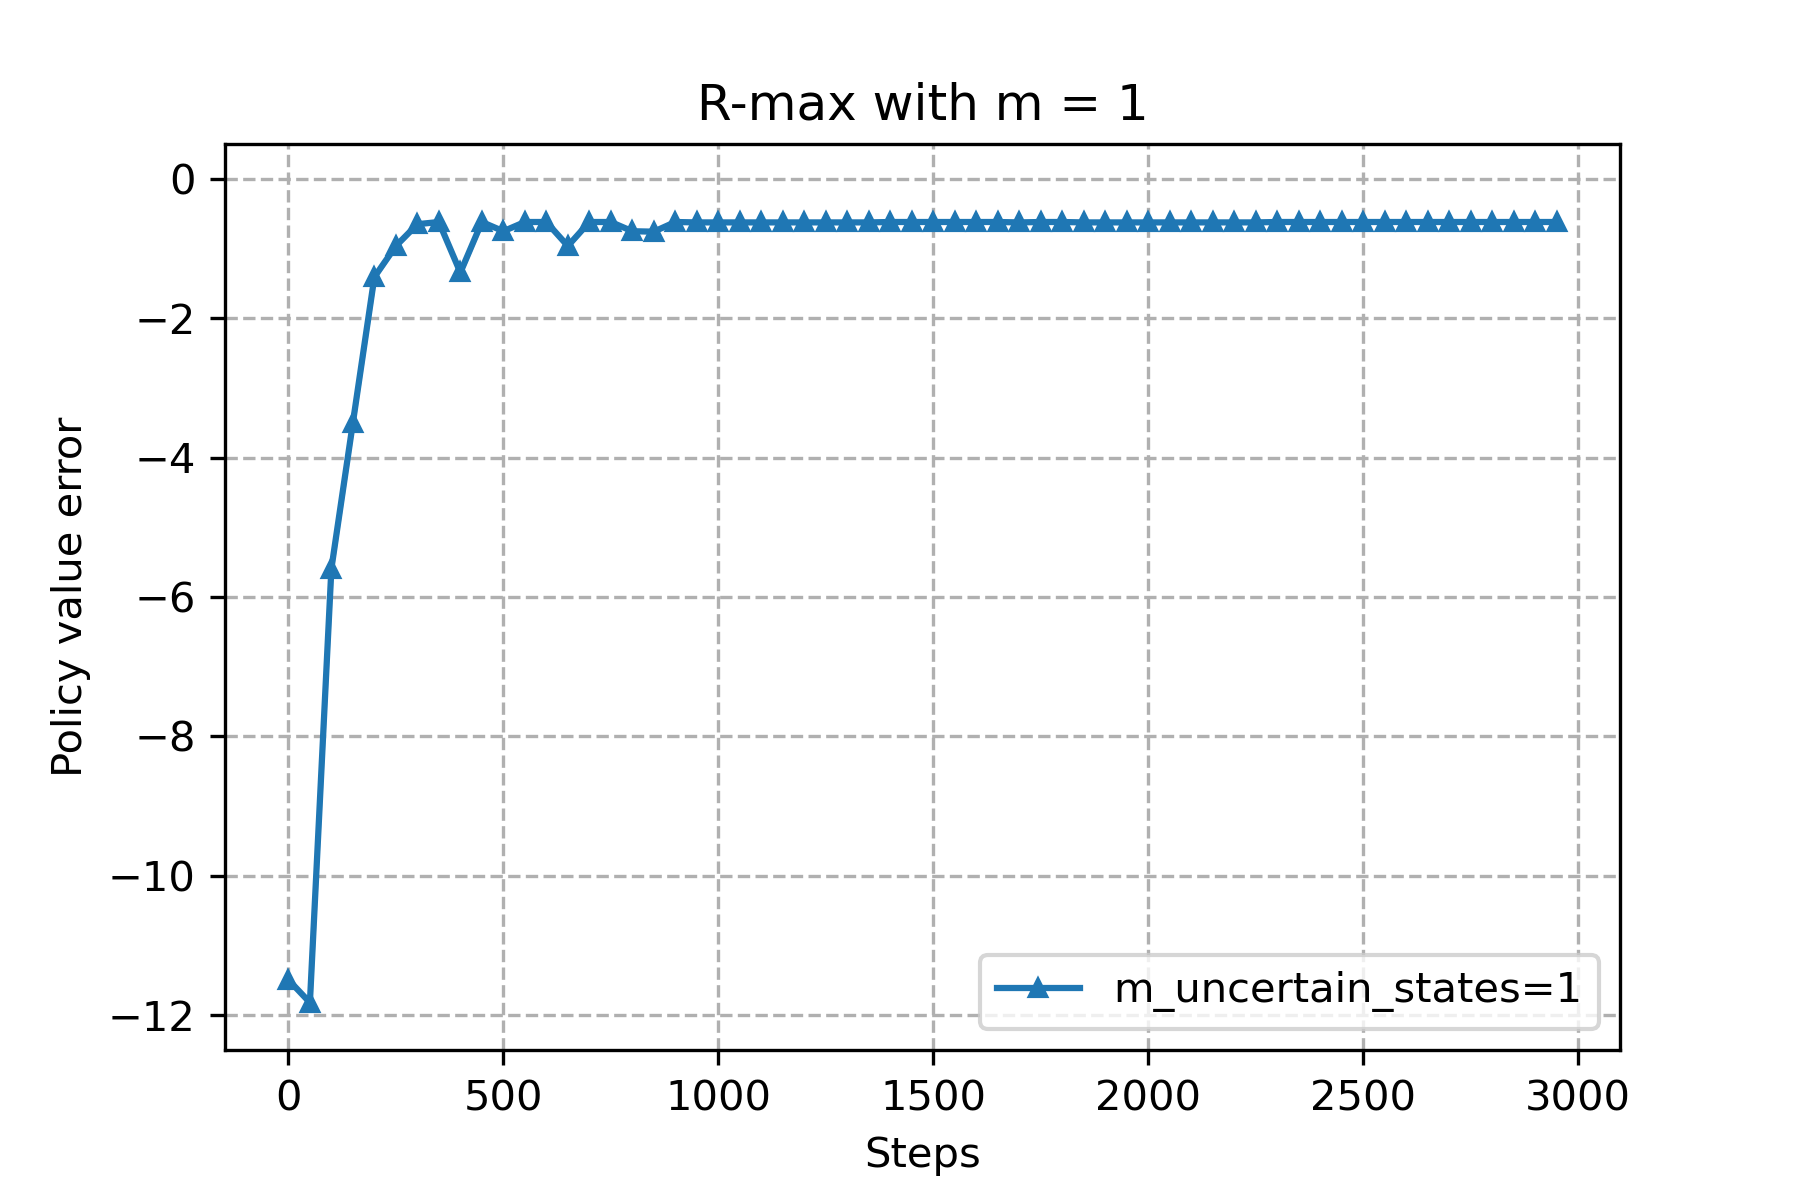 R-max with m = 1
0
−2
−4
−6
−8
−10
−12
Policy value error
m_uncertain_states=1
0 500 1000 1500 2000 2500 3000
Steps